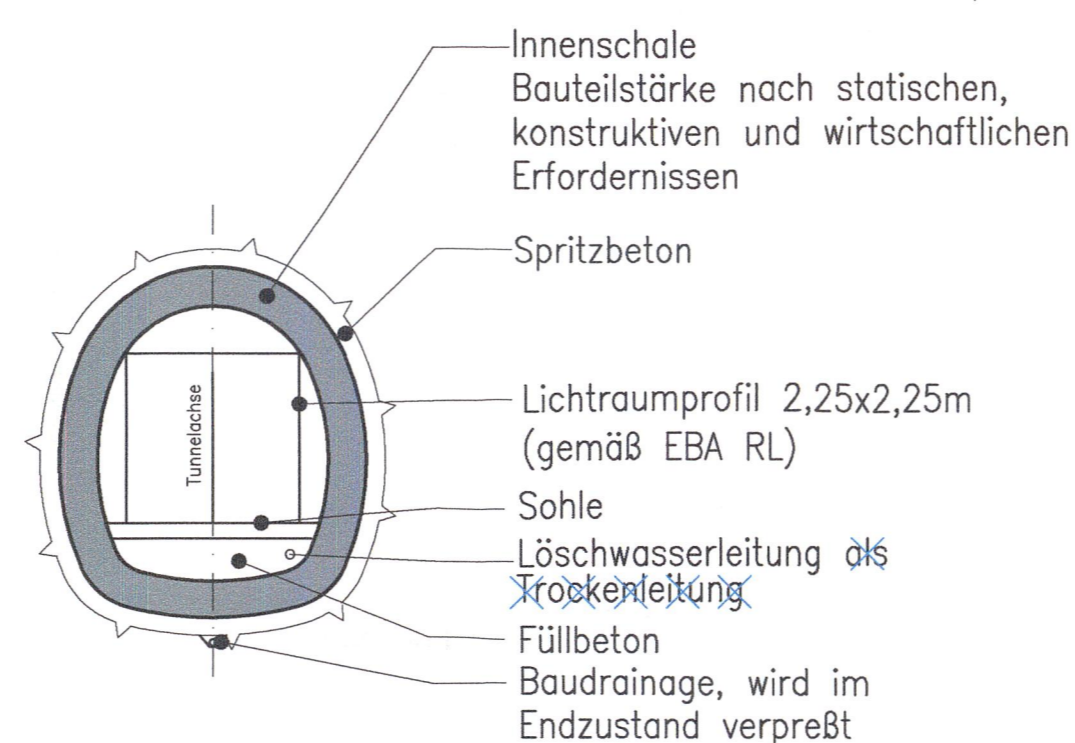 Innenschale
Bauteilstärke nach statischen,
konstruktiven und wirtschaftlichen
Erfordernissen
Spritzbeton
Lichtraumprofil 2,25x2,25m
(gemäß EBA RL)
Tunnelachse
Sohle
Löschwasserleitung als
Trockenleitung
Füllbeton
Baudrainage, wird im
Endzustand verpreßt